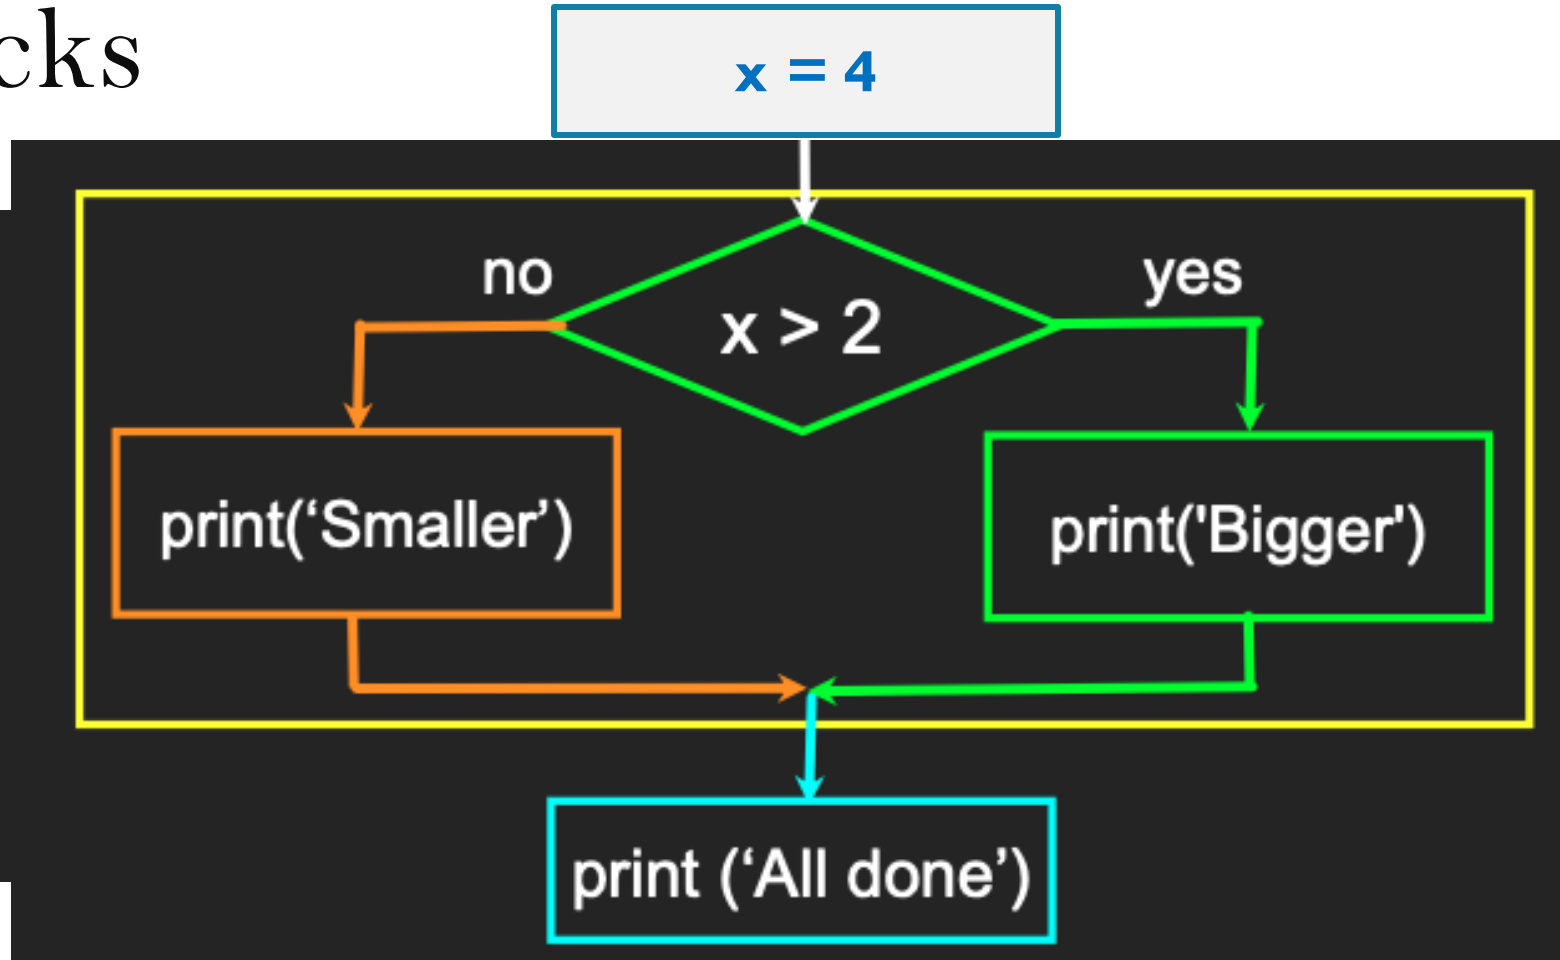 cks
x = 4
no
yes
x > 2
print(‘Smaller’)
print('Bigger')
print (‘All done’)